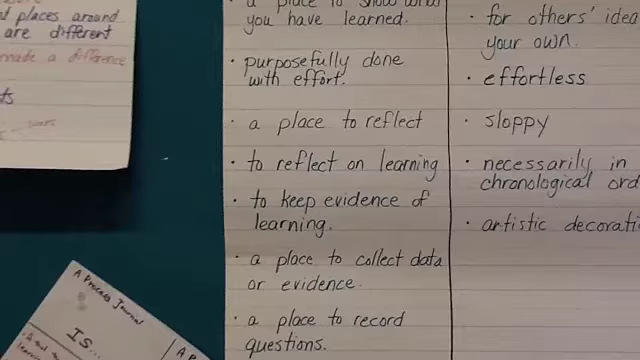 t places around
are different
made a difference
ts
a place to show what
you have learned.
· purposefully done
with effort.
· a place to reflect
· to reflect on learning
· to keep evidence of
learning.
· a place to collect data
or evidence.
· a place to record
questions.
· for others' idea
your own.
· effortless
· sloppy
· necessarily in
chronological ord
· artistic decorati
A Process Journal
IS...
A P